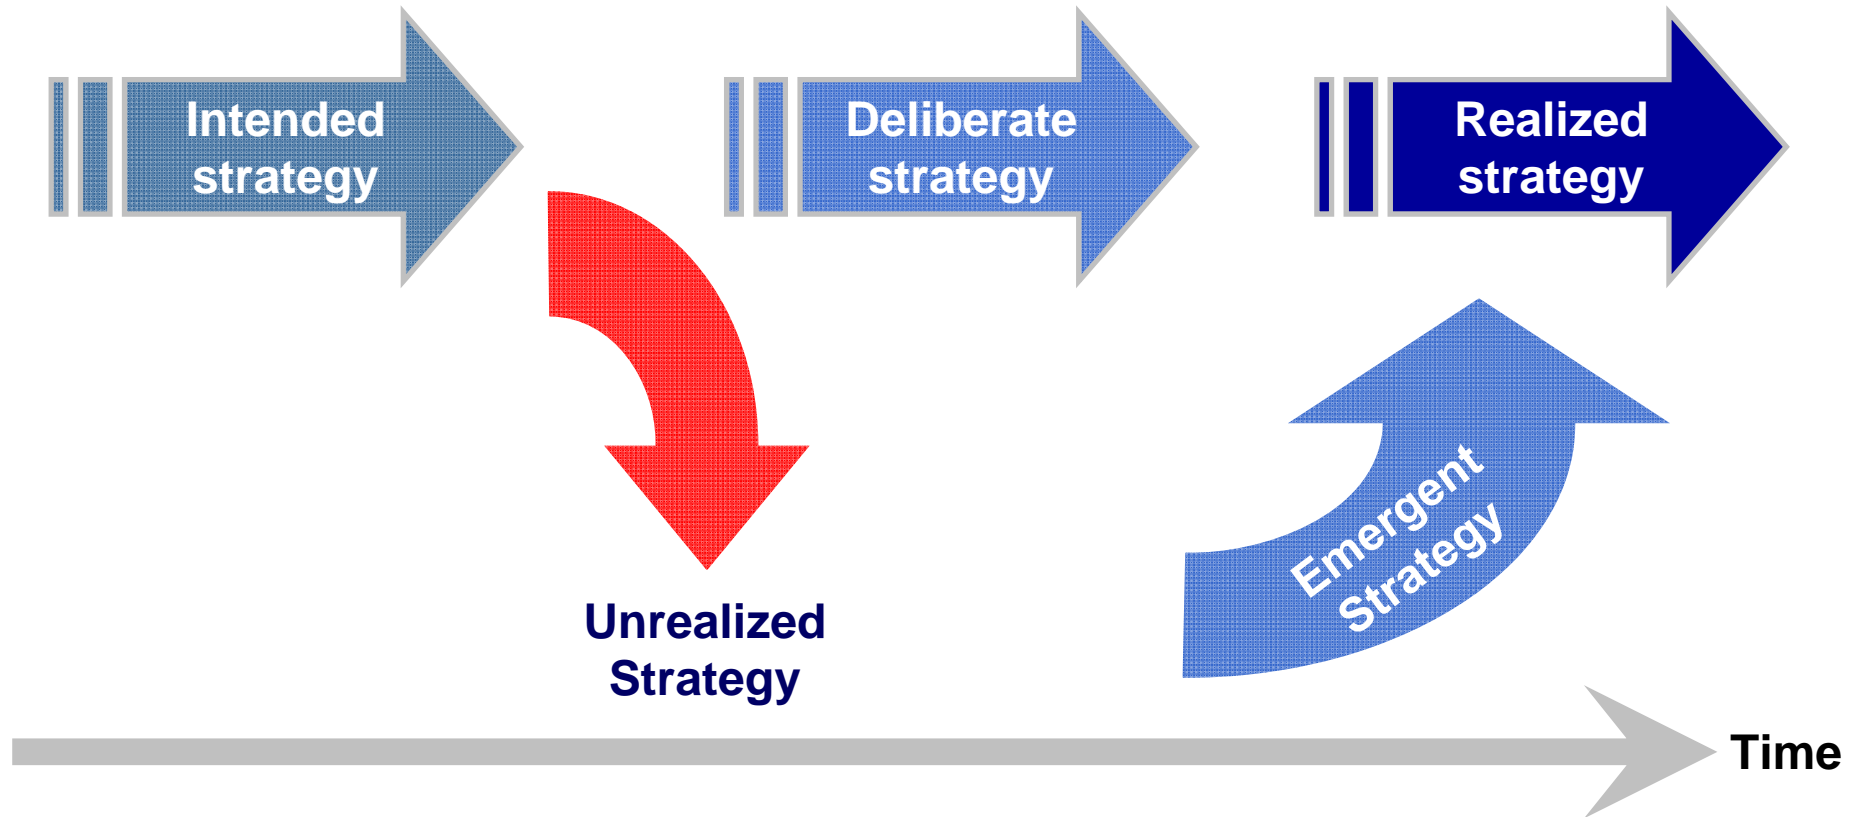 Intended
strategy
Deliberate
strategy
Realized
strategy
Emergent
Strategy
Unrealized
Strategy
Time